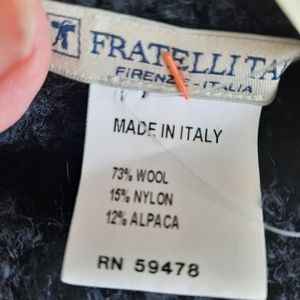 FRATELLI TA
FIRENZE-ITALIA
MADE IN ITALY
73% WOOL
15% NYLON
12% ALPACA
RN 59478